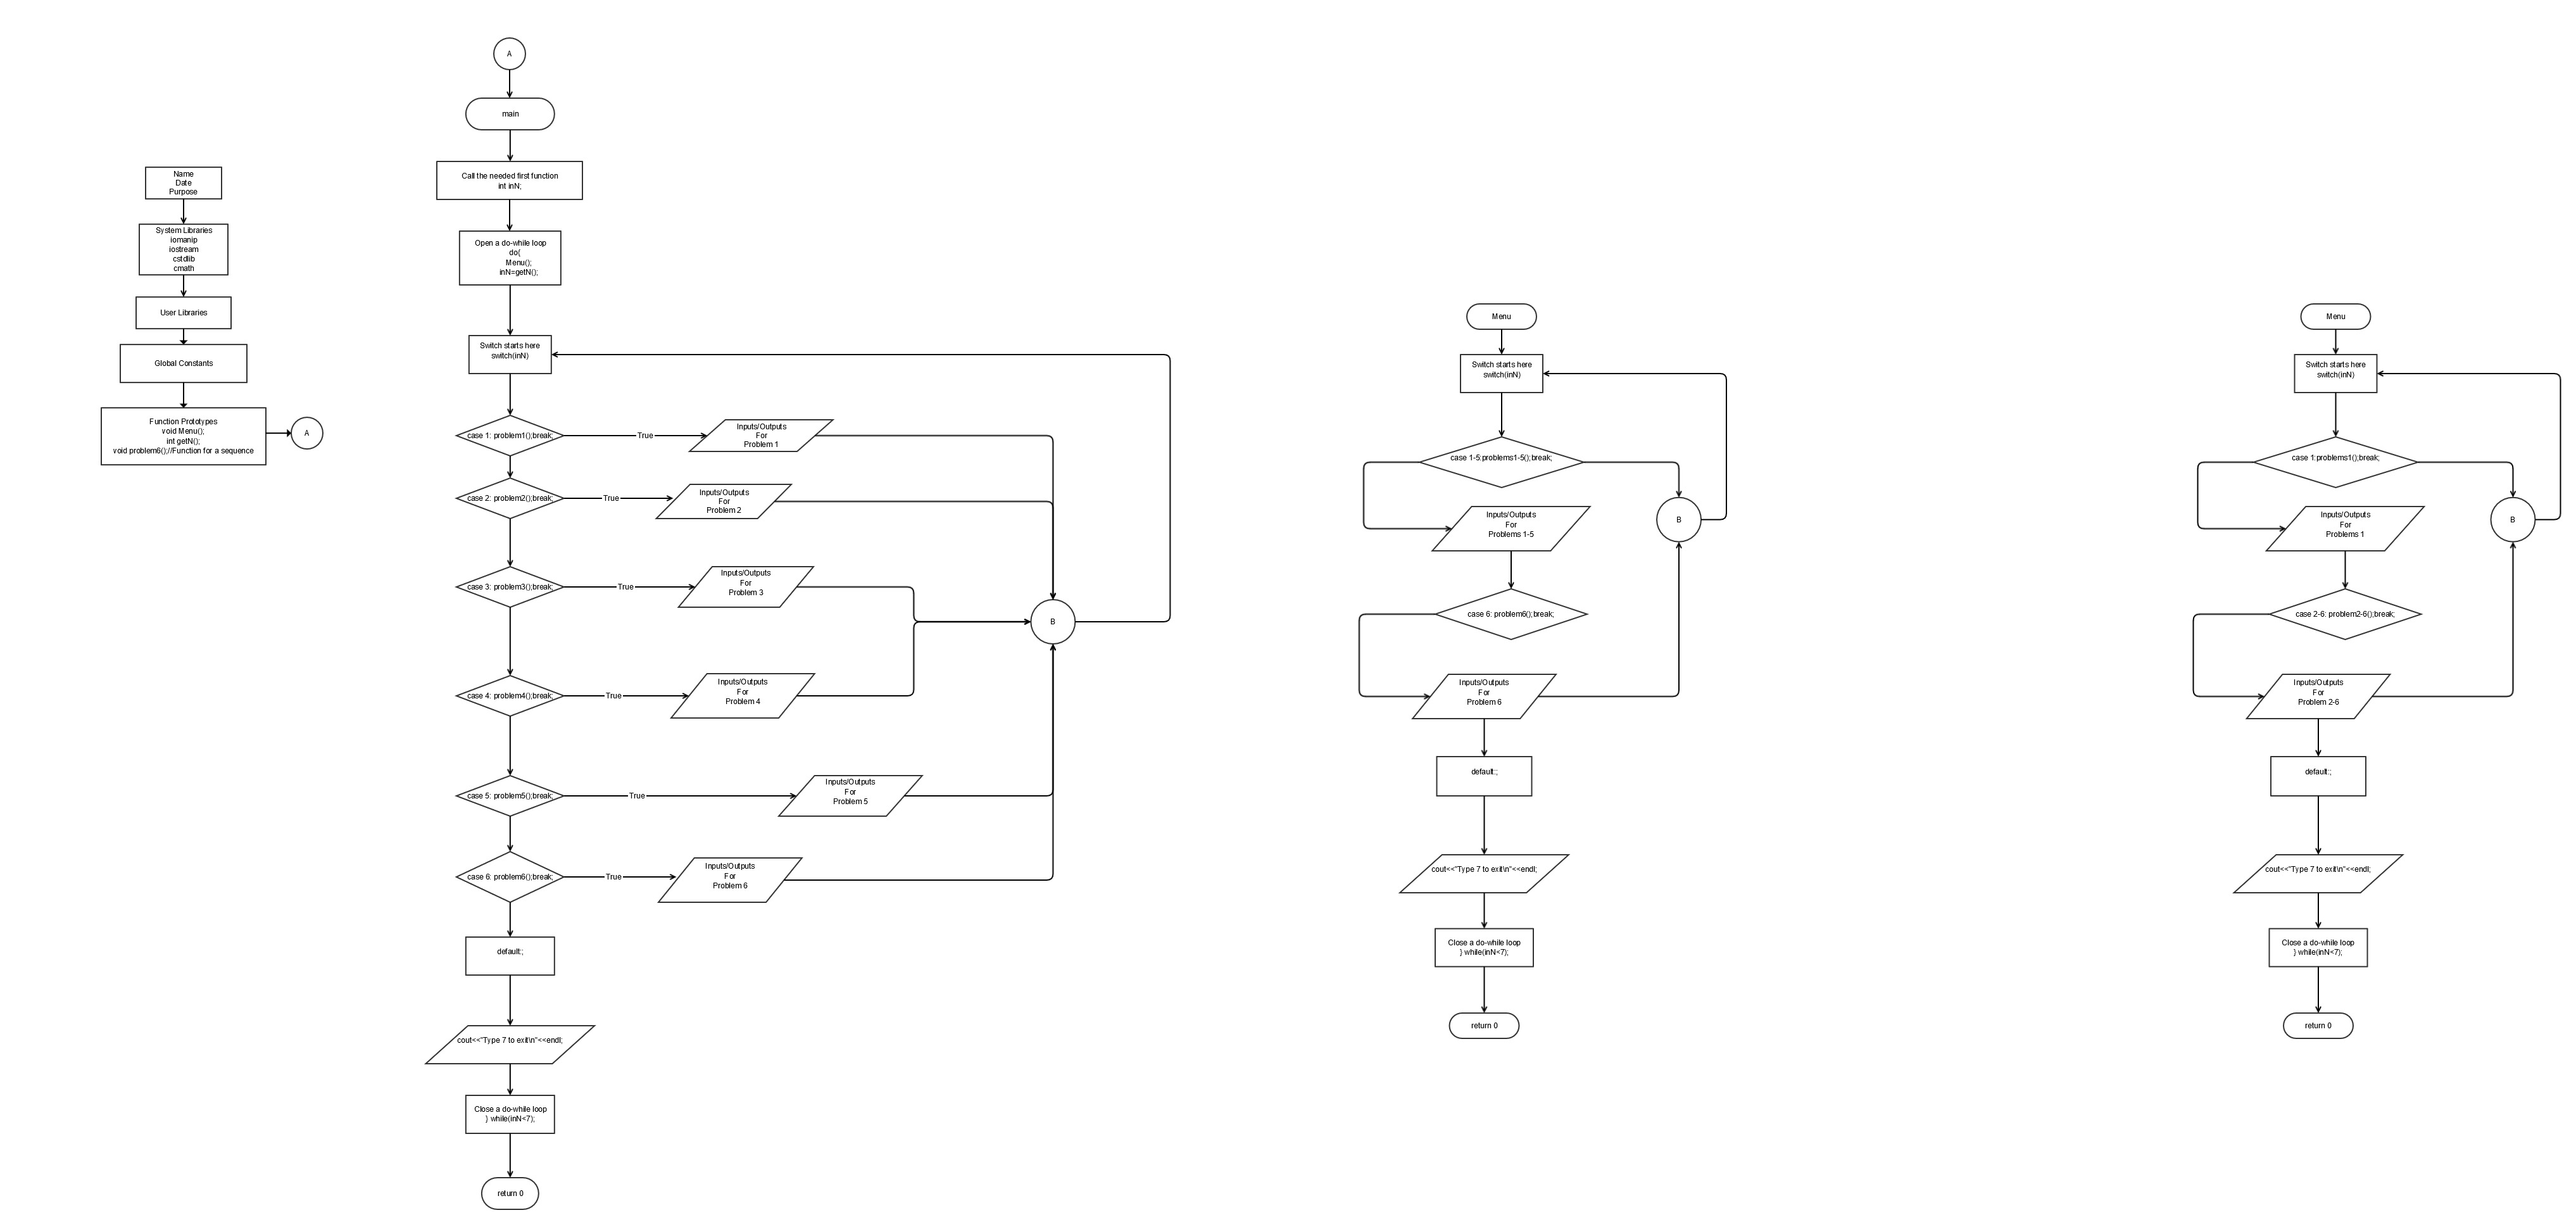 Name
Date
Purpose
System Libraries
iomanip
iostream
cstdlib
cmath
User Libraries
Global Constants
Function Prototypes
void Menu();
int getN();
void problem6();//Function for a sequence
A
A
main
Call the needed first function
int inN;
Open a do-while loop
do{
Menu();
inN=getN();
Switch starts here
switch(inN)
case 1: problem1();break;
True
Inputs/Outputs
For
Problem 1
case 2: problem2();break;
True
Inputs/Outputs
For
Problem 2
case 3: problem3();break;
True
Inputs/Outputs
For
Problem 3
B
case 4: problem4();break;
True
Inputs/Outputs
For
Problem 4
case 5: problem5();break;
True
Inputs/Outputs
For
Problem 5
case 6: problem6();break;
True
Inputs/Outputs
For
Problem 6
default:;
cout<<"Type 7 to exit\n"<<endl;
Close a do-while loop
} while(inN<7);
return 0
Menu
Switch starts here
switch(inN)
case 1-5:problems1-5();break;
Inputs/Outputs
For
Problems 1-5
B
case 6: problem6();break;
Inputs/Outputs
For
Problem 6
default:;
cout<<"Type 7 to exit\n"<<endl;
Close a do-while loop
} while(inN<7);
return 0
Menu
Switch starts here
switch(inN)
case 1:problems1();break;
Inputs/Outputs
For
Problems 1
B
case 2-6: problem2-6();break;
Inputs/Outputs
For
Problem 2-6
default:;
cout<<"Type 7 to exit\n"<<endl;
Close a do-while loop
} while(inN<7);
return 0